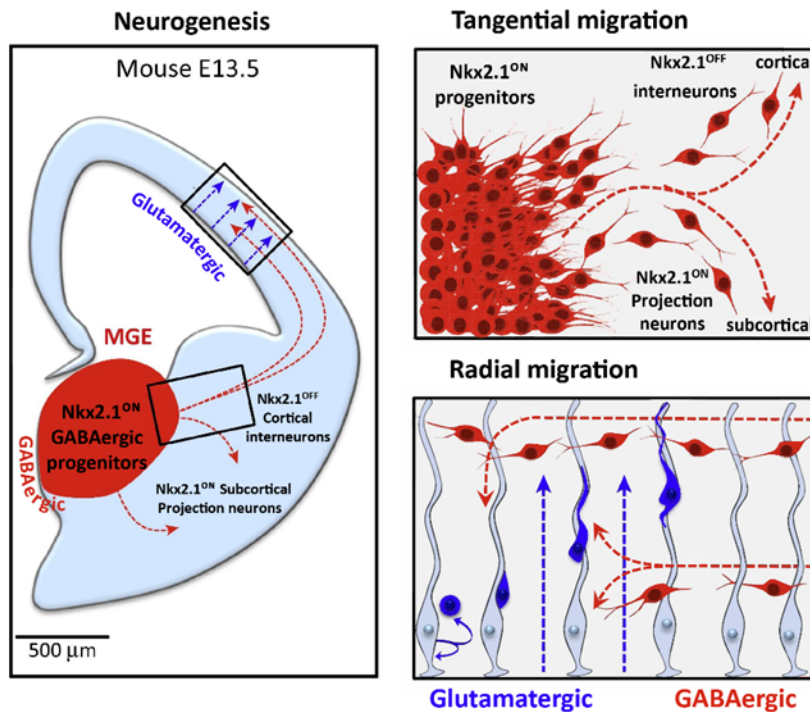 Neurogenesis
Mouse E13.5
Glutamatergic
MGE
Nkx2.1ON
GABAergic
progenitors
GABAergic
Nkx2.1OFF
Cortical
interneurons
Nkx2.1ON Subcortical
Projection neurons
500 μm
Tangential migration
Nkx2.1ON
progenitors
Nkx2.1OFF
interneurons
cortical
Nkx2.1ON
Projection
neurons
subcortical
Radial migration
Glutamatergic
GABAergic